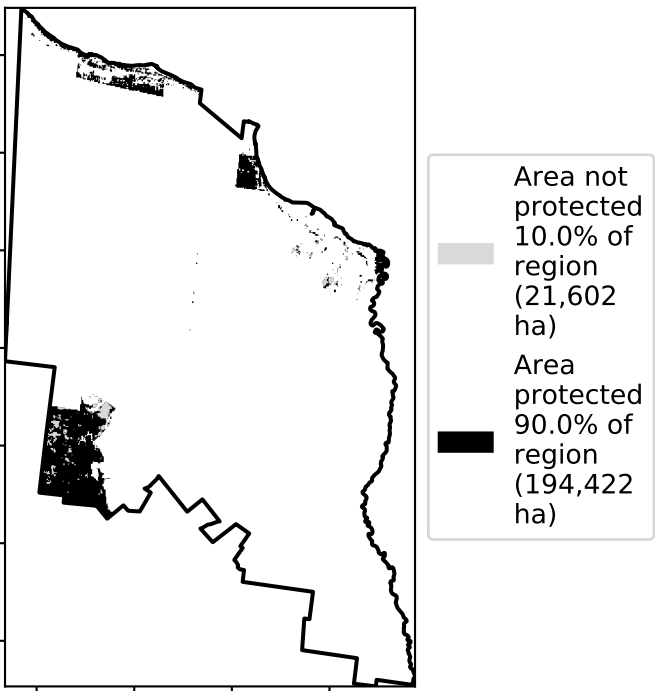 Area not
protected
10.0% of
region
(21,602
ha)
Area
protected
90.0% of
region
(194,422
ha)